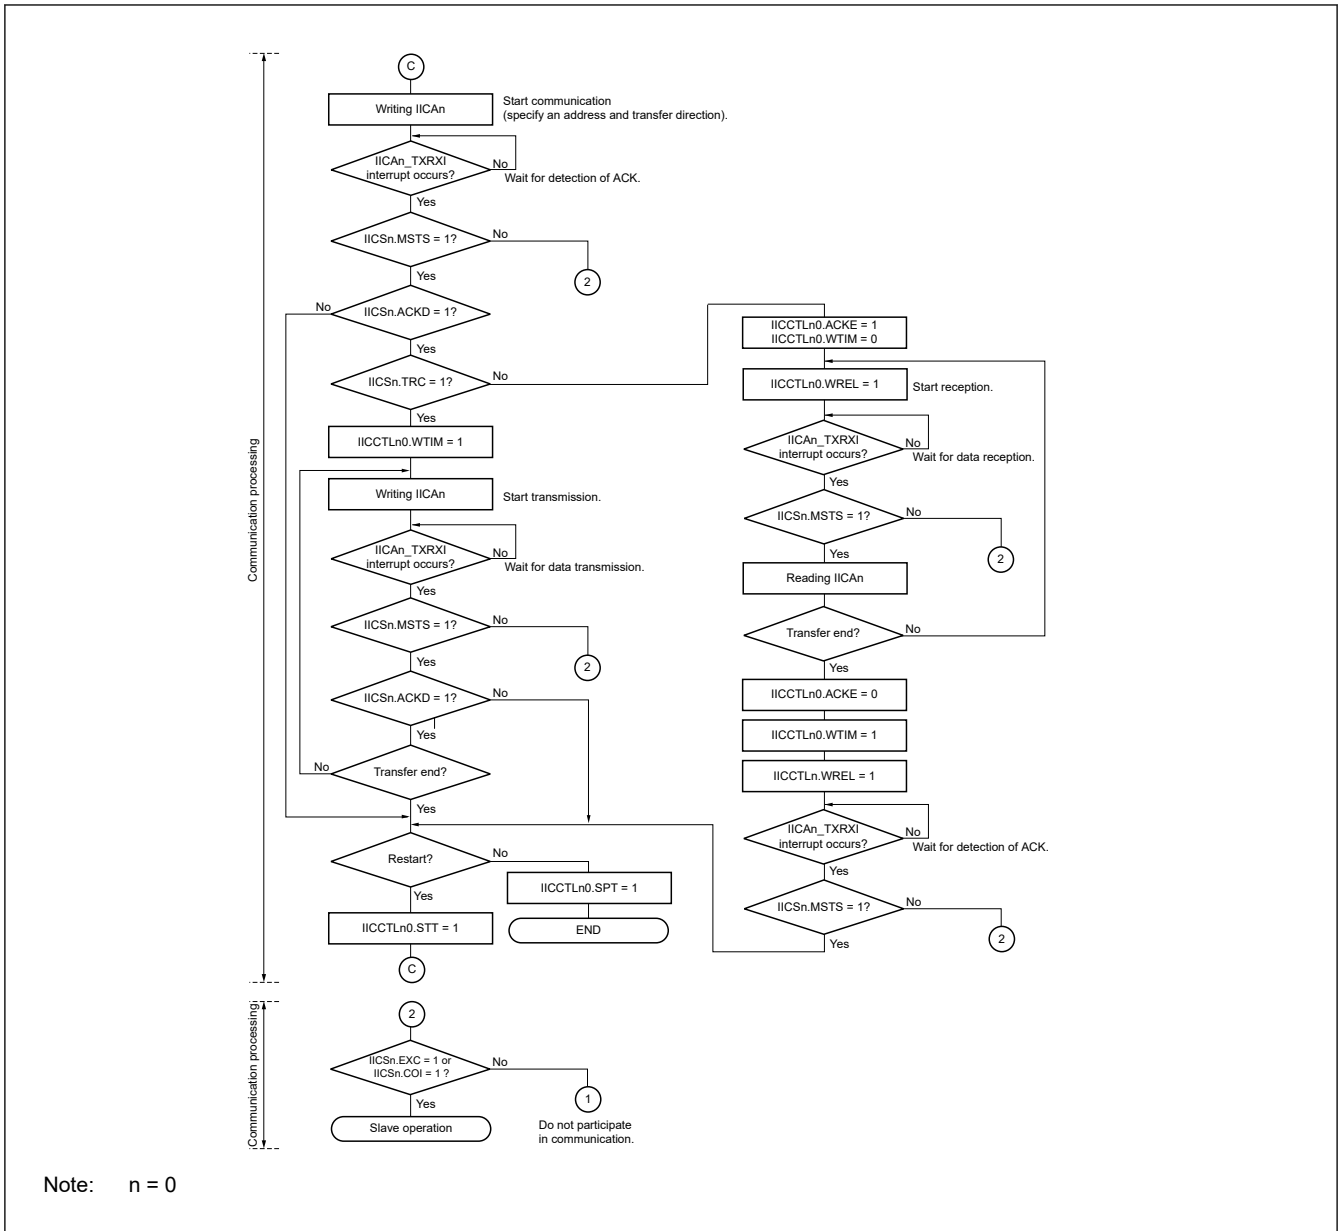 C
Writing IICAn
Start communication
(specify an address and transfer direction).
IICAn_TXRXI
interrupt occurs?
No
Wait for detection of ACK.
Yes
IICSn.MSTS = 1?
No
2
Yes
IICSn.ACKD = 1?
No
Yes
IICSn.TRC = 1?
No
Yes
IICCTLn0.WTIM = 1
Writing IICAn
Start transmission.
IICAn_TXRXI
interrupt occurs?
No
Wait for data transmission.
Yes
IICSn.MSTS = 1?
No
2
Yes
IICSn.ACKD = 1?
No
Yes
Transfer end?
No
Yes
Restart?
No
IICCTLn0.SPT = 1
END
Yes
IICCTLn0.STT = 1
C
Communication processing
IICCTLn0.ACKE = 1
IICCTLn0.WTIM = 0
IICCTLn0.WREL = 1
Start reception.
IICAn_TXRXI
interrupt occurs?
No
Wait for data reception.
Yes
IICSn.MSTS = 1?
No
2
Yes
Reading IICAn
Transfer end?
No
Yes
IICCTLn0.ACKE = 0
IICCTLn0.WTIM = 1
IICCTLn.WREL = 1
IICAn_TXRXI
interrupt occurs?
No
Wait for detection of ACK.
Yes
IICSn.MSTS = 1?
No
2
Yes
Communication processing
2
IICSn.EXC = 1 or
IICSn.COI = 1 ?
No
1
Do not participate
in communication.
Yes
Slave operation
Note: n = 0